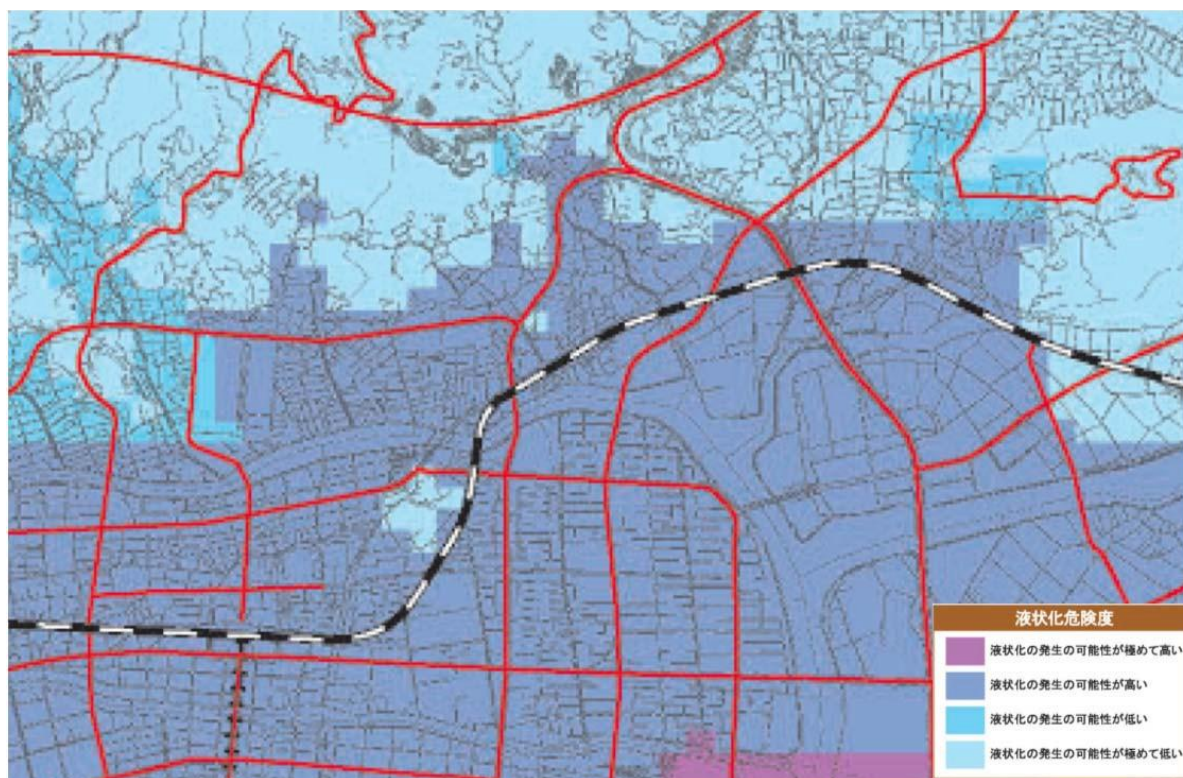 液状化危険度
液状化の発生の可能性が極めて高い
液状化の発生の可能性が高い
液状化の発生の可能性が低い
液状化の発生の可能性が極めて低い